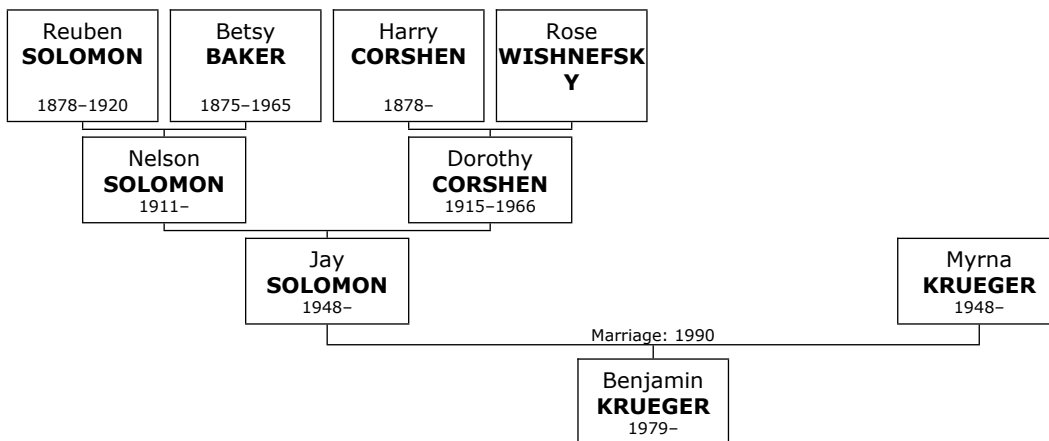 Reuben
SOLOMON
1878–1920
Betsy
BAKER
1875–1965
Harry
CORSHEN
1878–
Rose
WISHNEFSK
Y
Nelson
SOLOMON
1911–
Dorothy
CORSHEN
1915–1966
Jay
SOLOMON
1948–
Myrna
KRUEGER
1948–
Marriage: 1990
Benjamin
KRUEGER
1979–